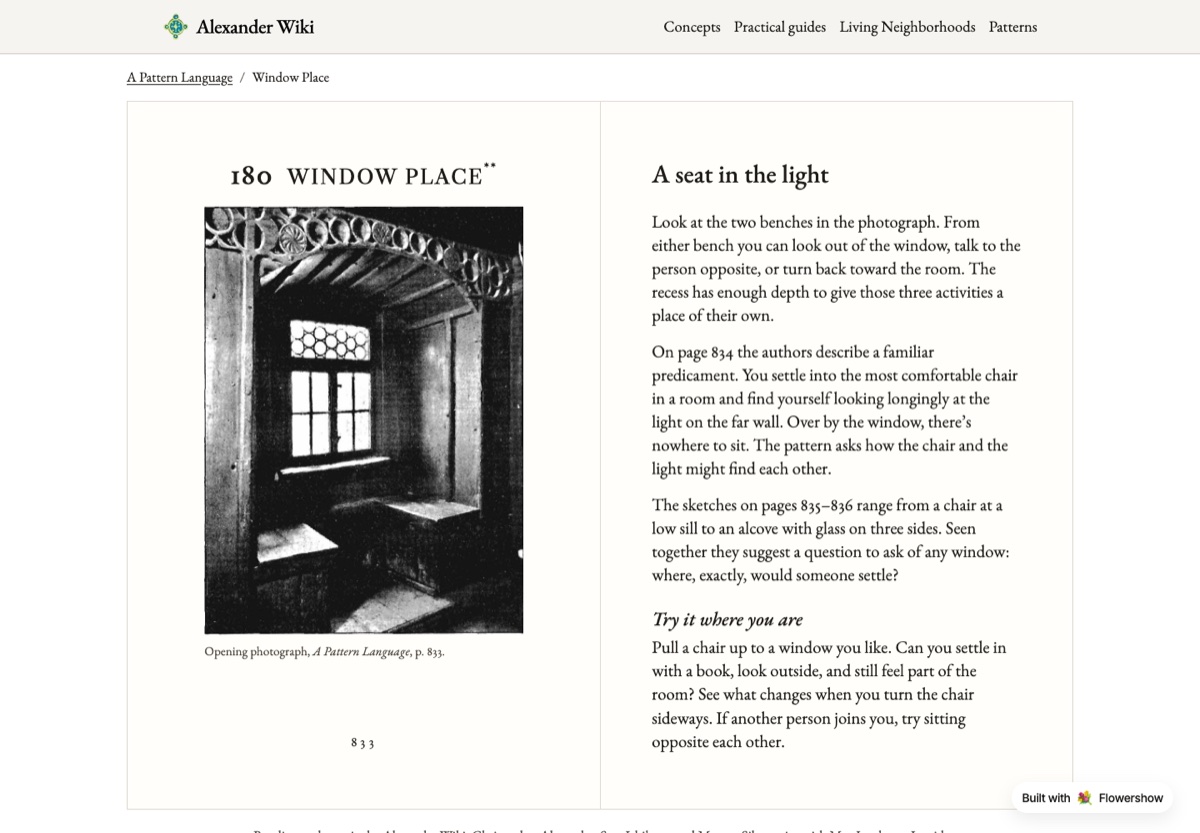 Alexander Wiki
Concepts Practical guides Living Neighborhoods Patterns
A Pattern Language / Window Place
180 WINDOW PLACE**
Opening photograph, A Pattern Language, p. 833.
833
A seat in the light
Look at the two benches in the photograph. From
either bench you can look out of the window, talk to the
person opposite, or turn back toward the room. The
recess has enough depth to give those three activities a
place of their own.
On page 834 the authors describe a familiar
predicament. You settle into the most comfortable chair
in a room and find yourself looking longingly at the
light on the far wall. Over by the window, there’s
nowhere to sit. The pattern asks how the chair and the
light might find each other.
The sketches on pages 835–836 range from a chair at a
low sill to an alcove with glass on three sides. Seen
together they suggest a question to ask of any window:
where, exactly, would someone settle?
Try it where you are
Pull a chair up to a window you like. Can you settle in
with a book, look outside, and still feel part of the
room? See what changes when you turn the chair
sideways. If another person joins you, try sitting
opposite each other.
Built with Flowershow